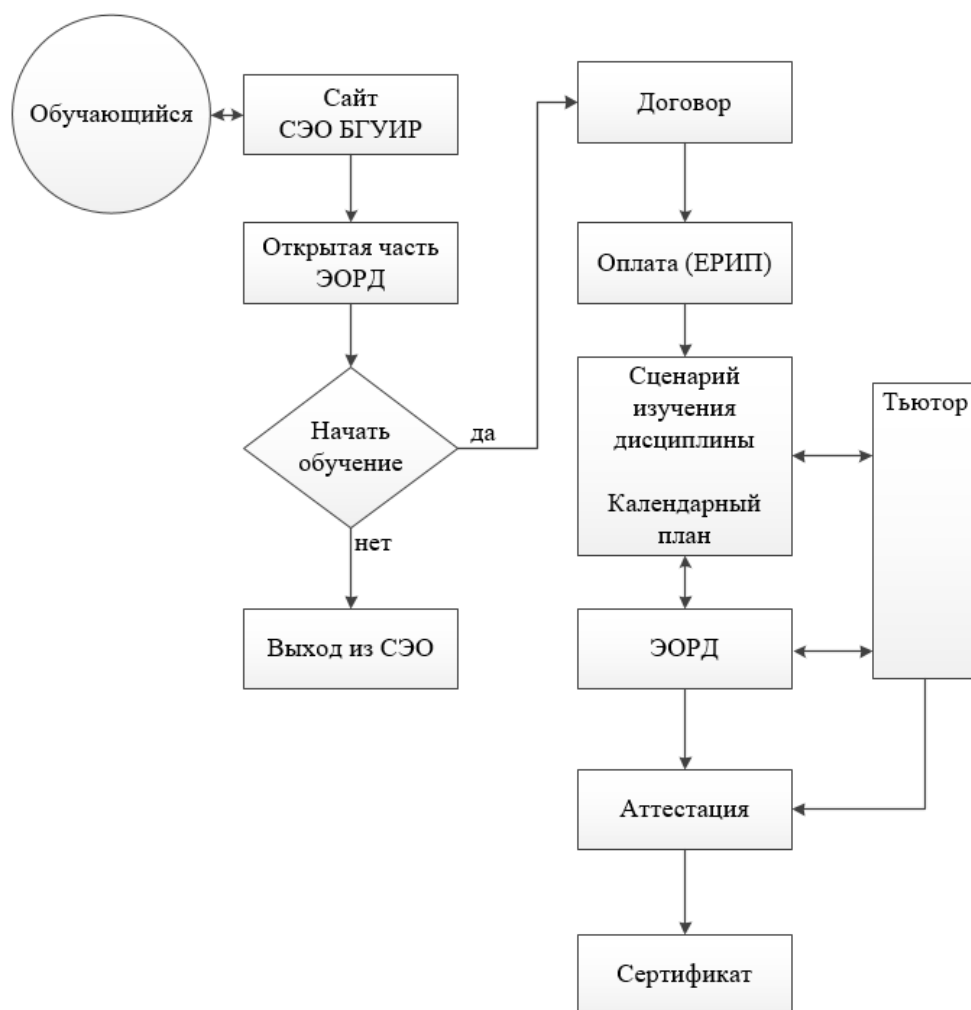 Обучающийся
Сайт
СЭО БГУИР
Открытая часть
ЭОРД
Начать
обучение
да
нет
Выход из СЭО
Договор
Оплата (ЕРИП)
Сценарий
изучения
дисциплины
Календарный
план
Тьютор
ЭОРД
Аттестация
Сертификат